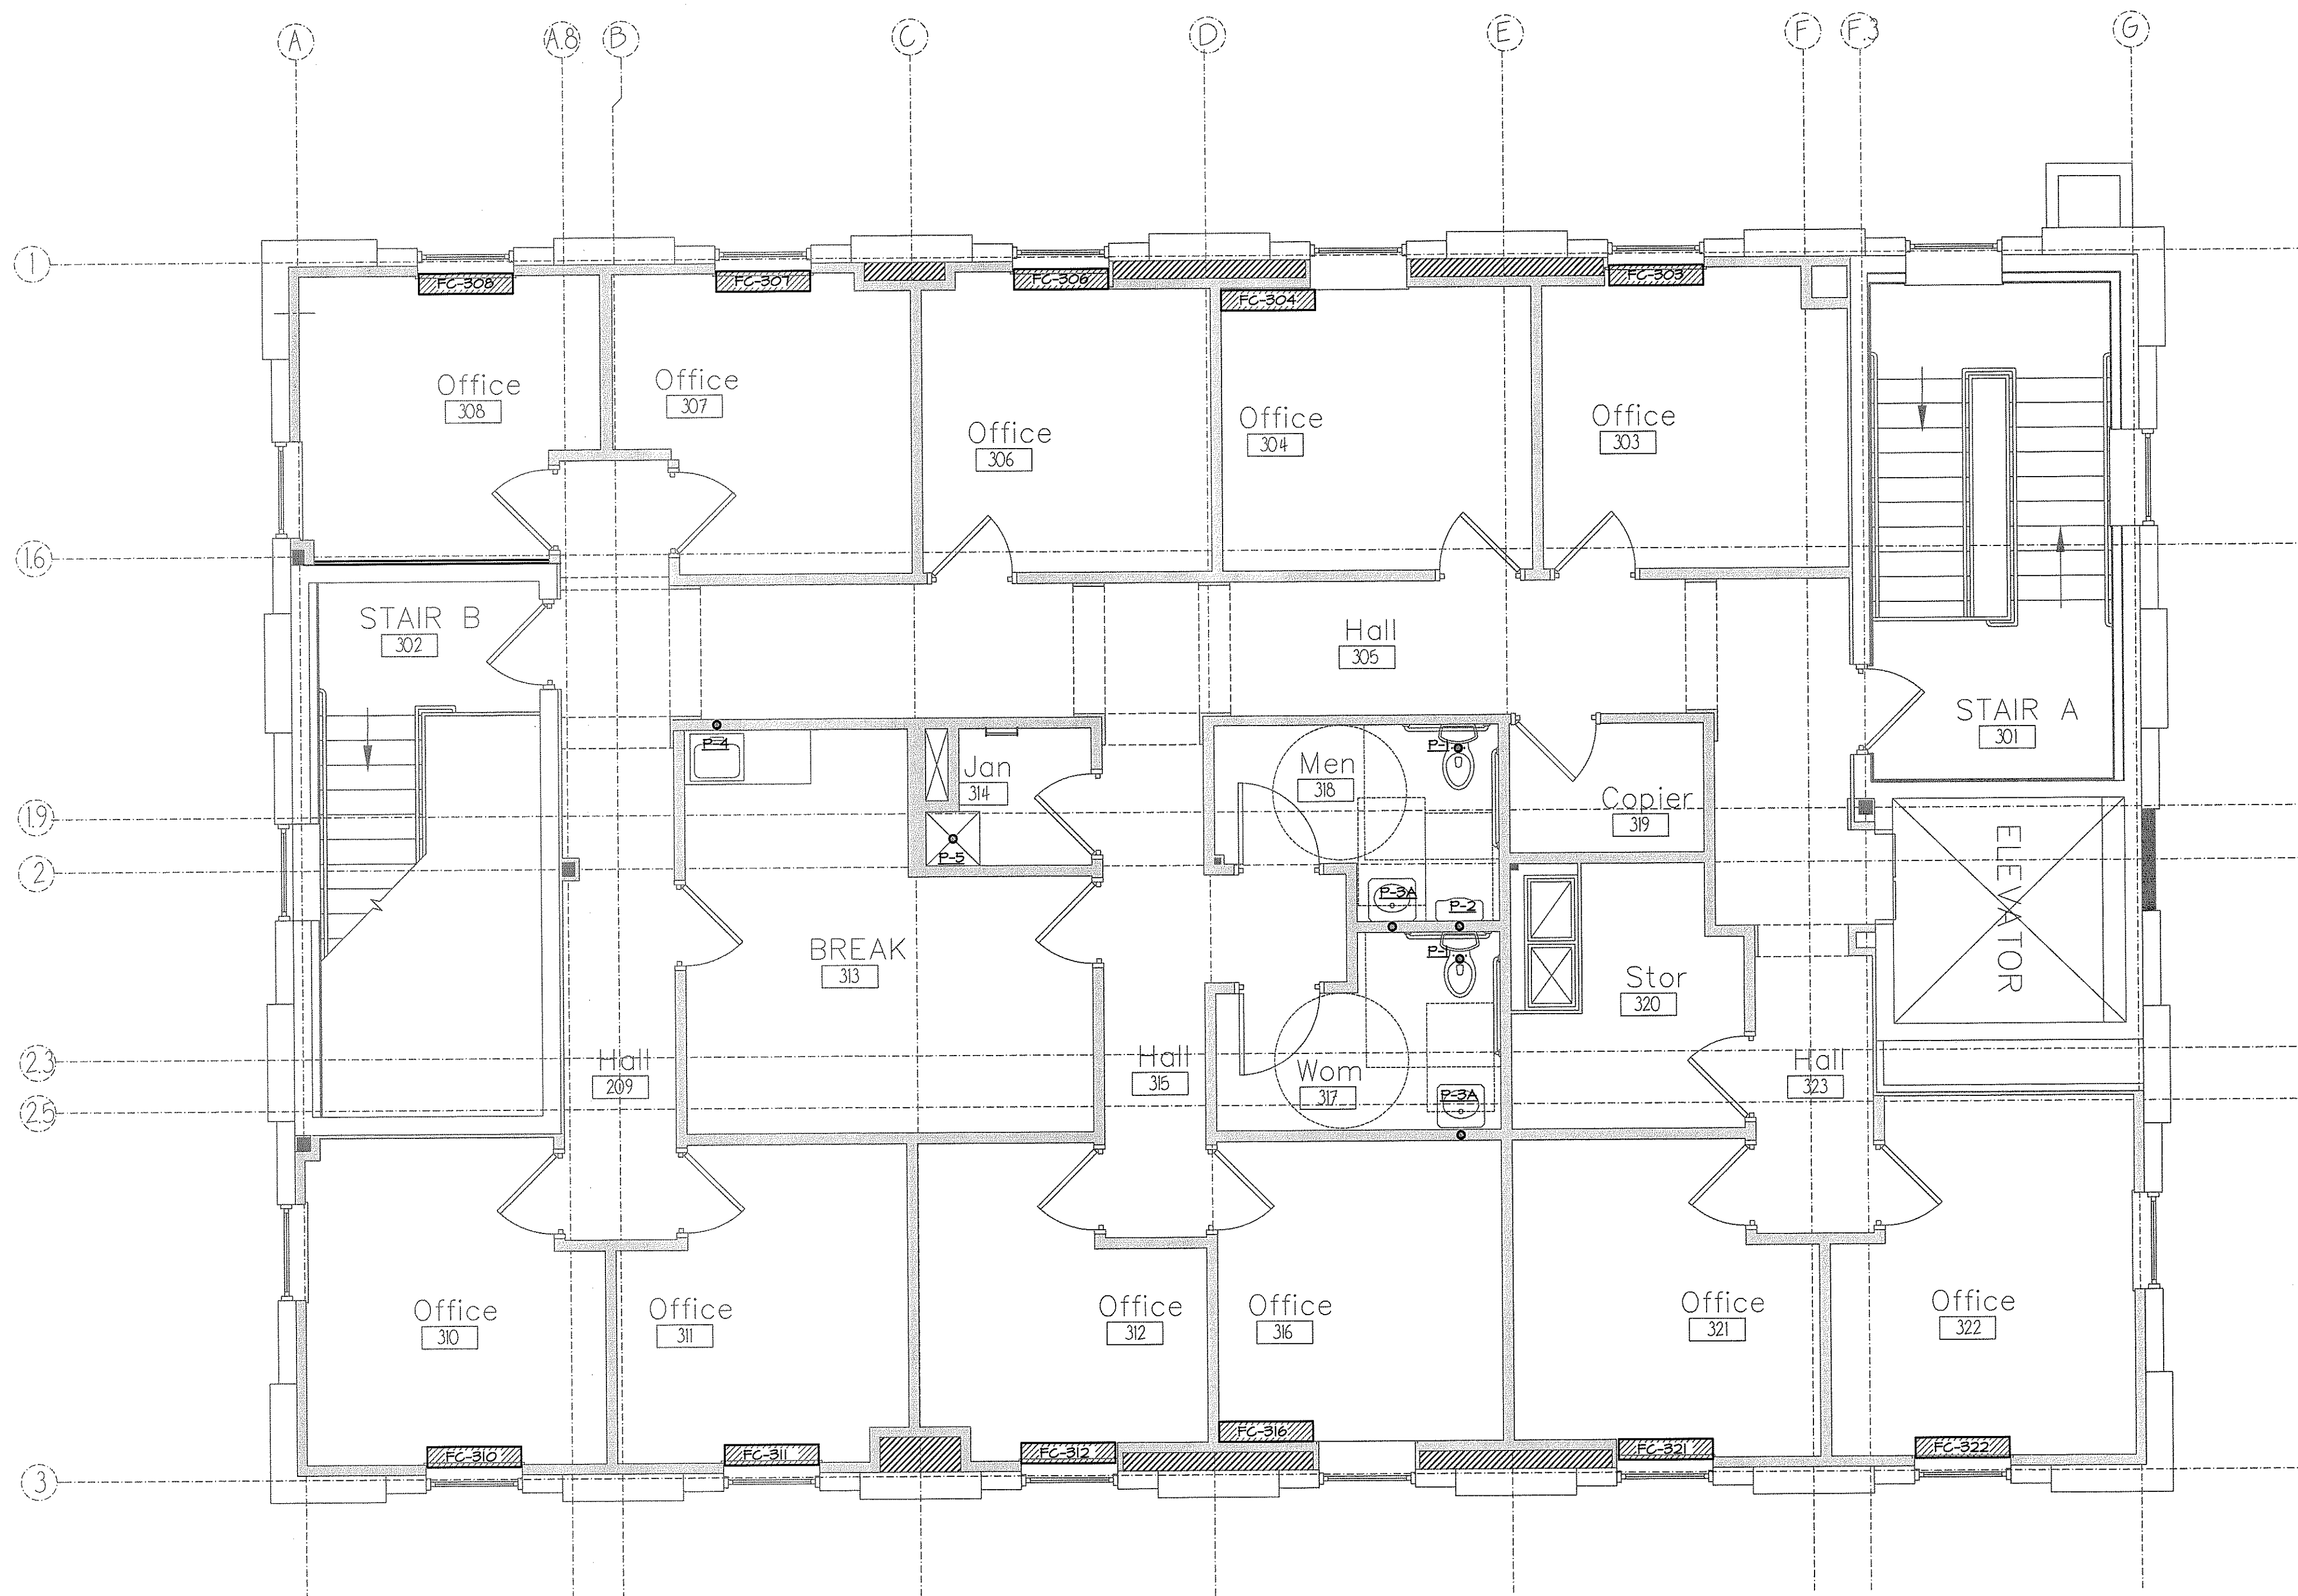 A A.8 B C D E F F.3 G
1
FC-308 FC-307 FC-306 FC-304 FC-303
Office
308
Office
307
Office
306
Office
304
Office
303
1.6
STAIR B
302
Hall
305
STAIR A
301
P-4
Jan
314
P-5
Men
318
P-1
Copier
319
1.9
2
P-3A
P-2
ELEVATOR
BREAK
313
P-1
Stor
320
2.3
Hall
209
Hall
315
Wom
317
P-3A
Hall
323
2.5
Office
310
Office
311
Office
312
Office
316
Office
321
Office
322
FC-310 FC-311 FC-312 FC-316 FC-321 FC-322
3